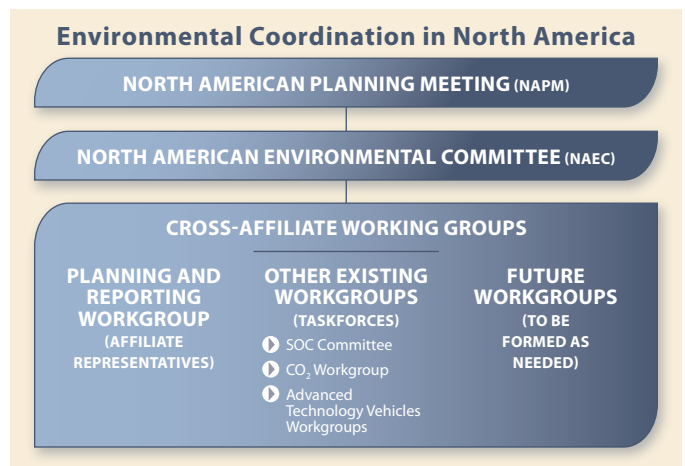 Environmental Coordination in North America
NORTH AMERICAN PLANNING MEETING (NAPM)
NORTH AMERICAN ENVIRONMENTAL COMMITTEE (NAEC)
CROSS-AFFILIATE WORKING GROUPS
PLANNING AND
REPORTING
WORKGROUP
(AFFILIATE
REPRESENTATIVES)
OTHER EXISTING
WORKGROUPS
(TASKFORCES)
SOC Committee
CO₂ Workgroup
Advanced
Technology Vehicles
Workgroups
FUTURE
WORKGROUPS
(TO BE
FORMED AS
NEEDED)